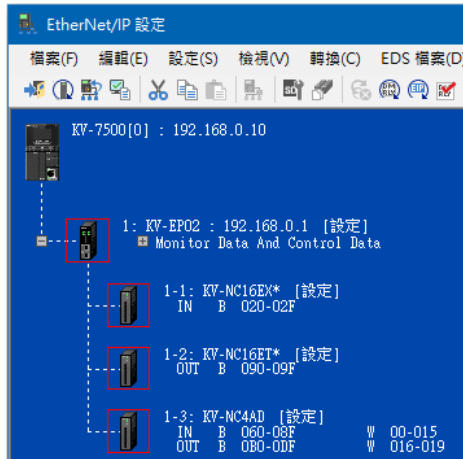 EtherNet/IP 設定
檔案(F) 編輯(E) 設定(S) 檢視(V) 轉換(C) EDS 檔案(D)
KV-7500[0] : 192.168.0.10
1: KV-EP02 : 192.168.0.1 [設定]
Monitor Data And Control Data
1-1: KV-NC16EX* [設定]
IN B 020-02F
1-2: KV-NC16ET* [設定]
OUT B 090-09F
1-3: KV-NC4AD [設定]
IN B 060-08F W 00-015
OUT B 0B0-0DF W 016-019